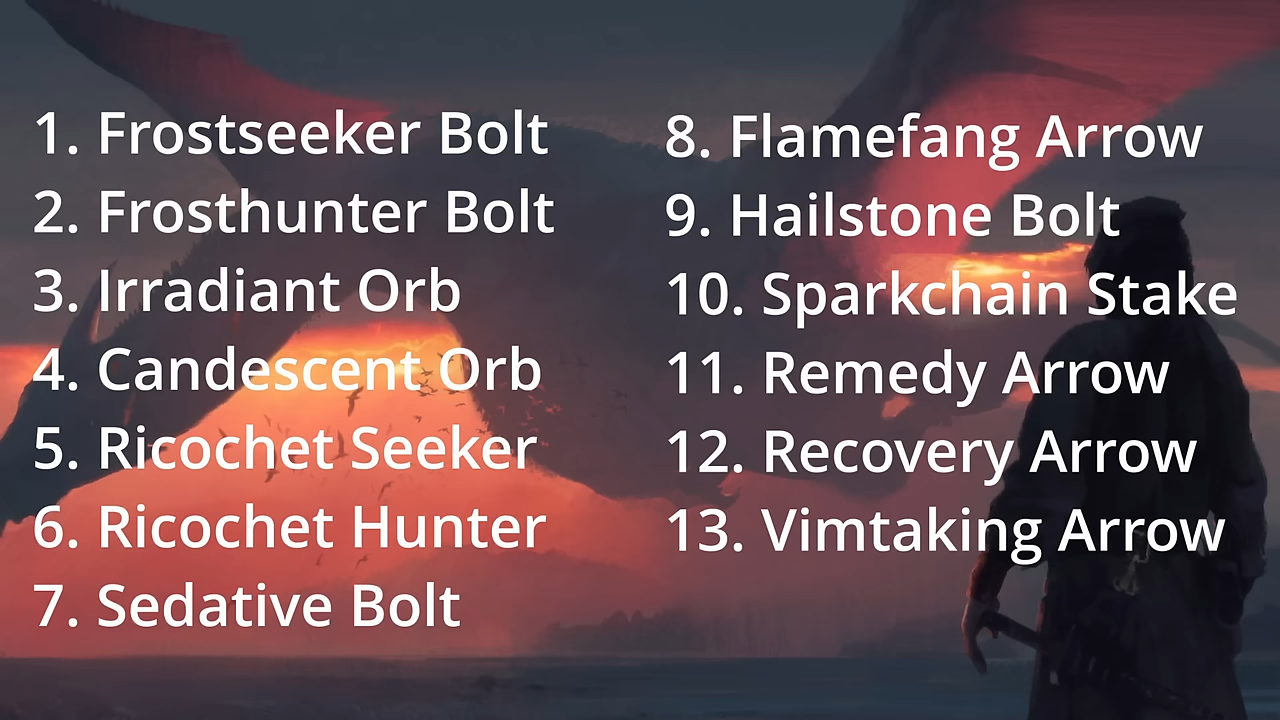 1. Frostseeker Bolt
2. Frosthunter Bolt
3. Irradiant Orb
4. Candescent Orb
5. Ricochet Seeker
6. Ricochet Hunter
7. Sedative Bolt
8. Flamefang Arrow
9. Hailstone Bolt
10. Sparkchain Stake
11. Remedy Arrow
12. Recovery Arrow
13. Vimtaking Arrow